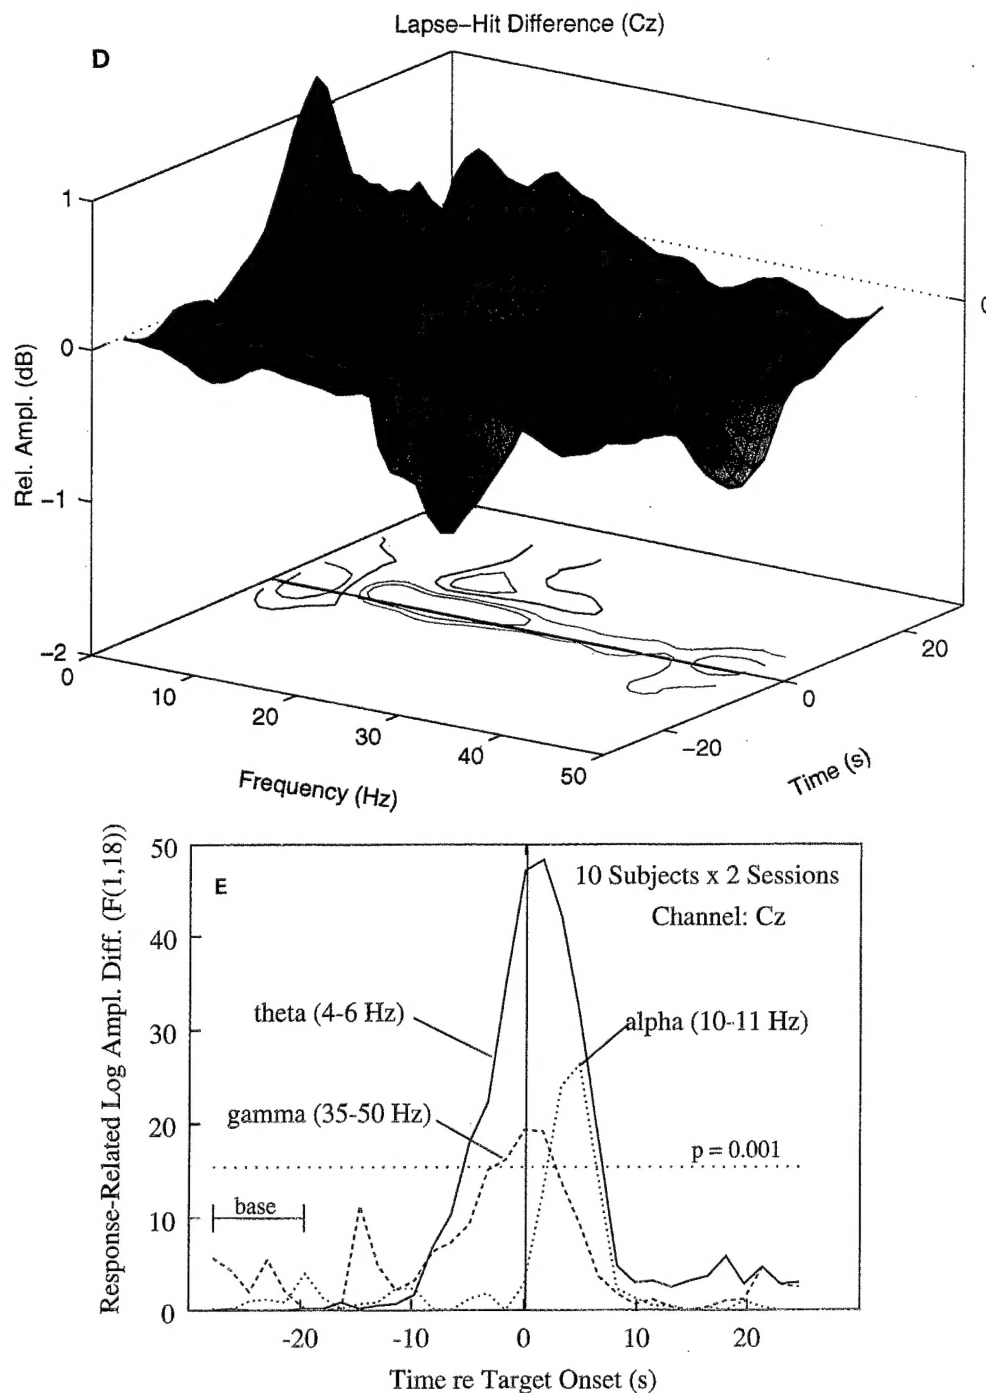 Lapse–Hit Difference (Cz)
D
1
0
−1
−2
Rel. Ampl. (dB)
0
0
10
20
30
40
50
Frequency (Hz)
−20
0
20
Time (s)
E
10 Subjects x 2 Sessions
Channel: Cz
theta (4-6 Hz)
alpha (10-11 Hz)
gamma (35-50 Hz)
p = 0.001
base
50
40
30
20
10
0
Response-Related Log Ampl. Diff. (F(1,18))
-20
-10
0
10
20
Time re Target Onset (s)